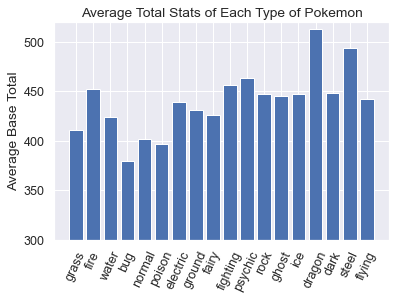 Average Total Stats of Each Type of Pokemon
Average Base Total
500
450
400
350
300
grass
fire
water
bug
normal
poison
electric
ground
fairy
fighting
psychic
rock
ghost
ice
dragon
dark
steel
flying